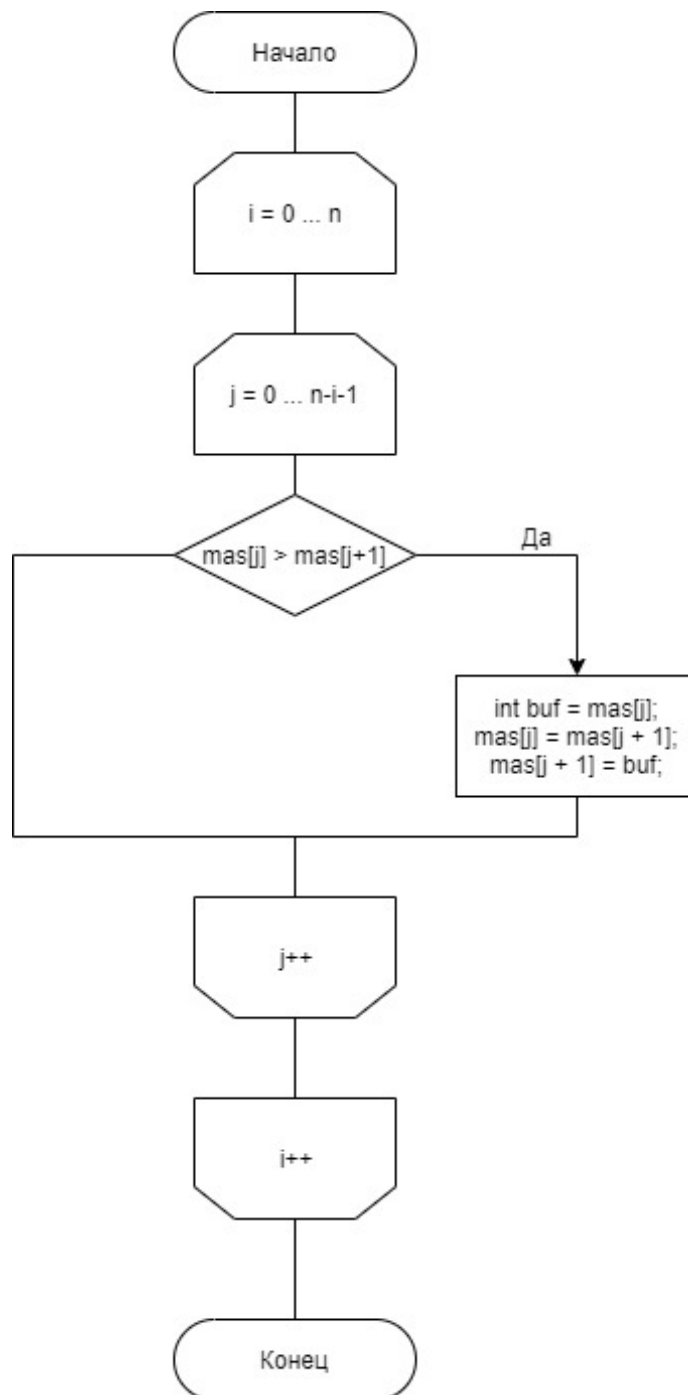 Начало
i = 0 ... n
j = 0 ... n-i-1
mas[j] > mas[j+1]
Да
int buf = mas[j];
mas[j] = mas[j + 1];
mas[j + 1] = buf;
j++
i++
Конец